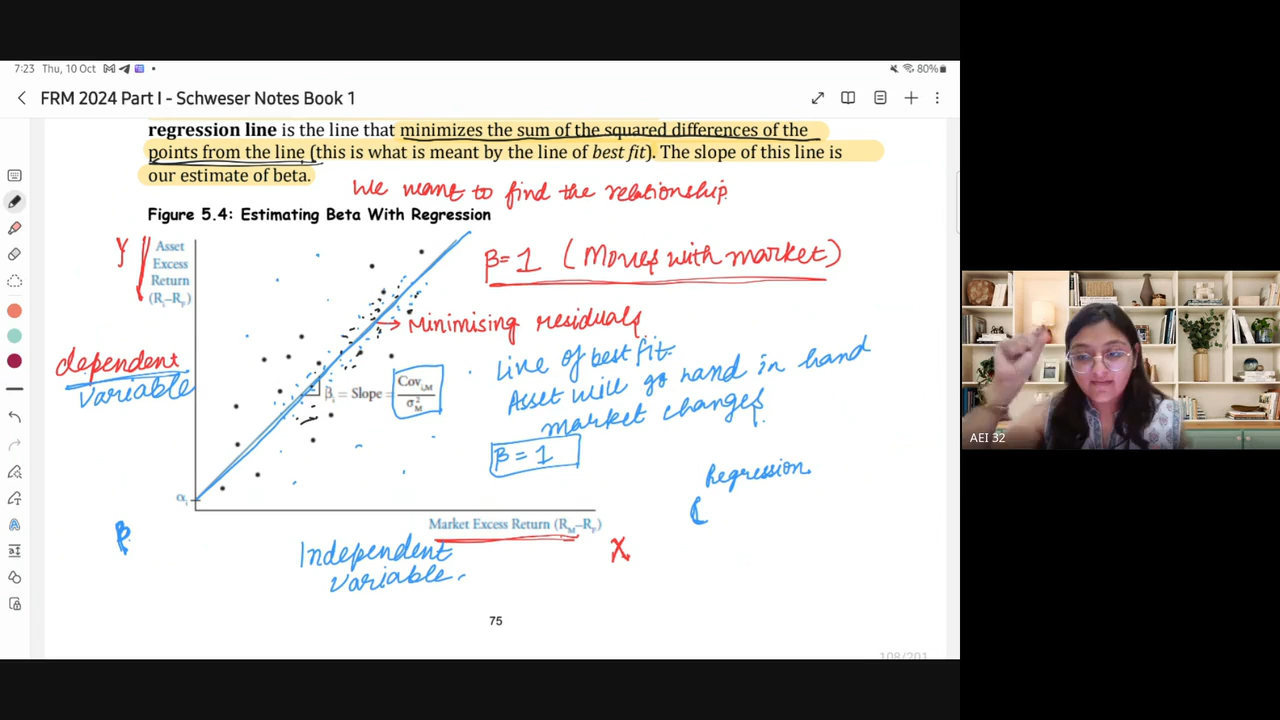 7:23 Thu, 10 Oct
80%
FRM 2024 Part I - Schweser Notes Book 1
regression line is the line that minimizes the sum of the squared differences of the
points from the line (this is what is meant by the line of best fit). The slope of this line is
our estimate of beta.
We want to find the relationship.
Figure 5.4: Estimating Beta With Regression
Y
Asset
Excess
Return
(Ri–RF)
β = 1 (Moves with market)
Minimising residuals
Line of best fit.
Asset will go hand in hand
market changes.
β = 1
dependent
variable
βi = Slope = Covi,M
σ²M
Regression
αi
Market Excess Return (RM–RF)
X
β
Independent
variable.
75
108/201
AEI 32